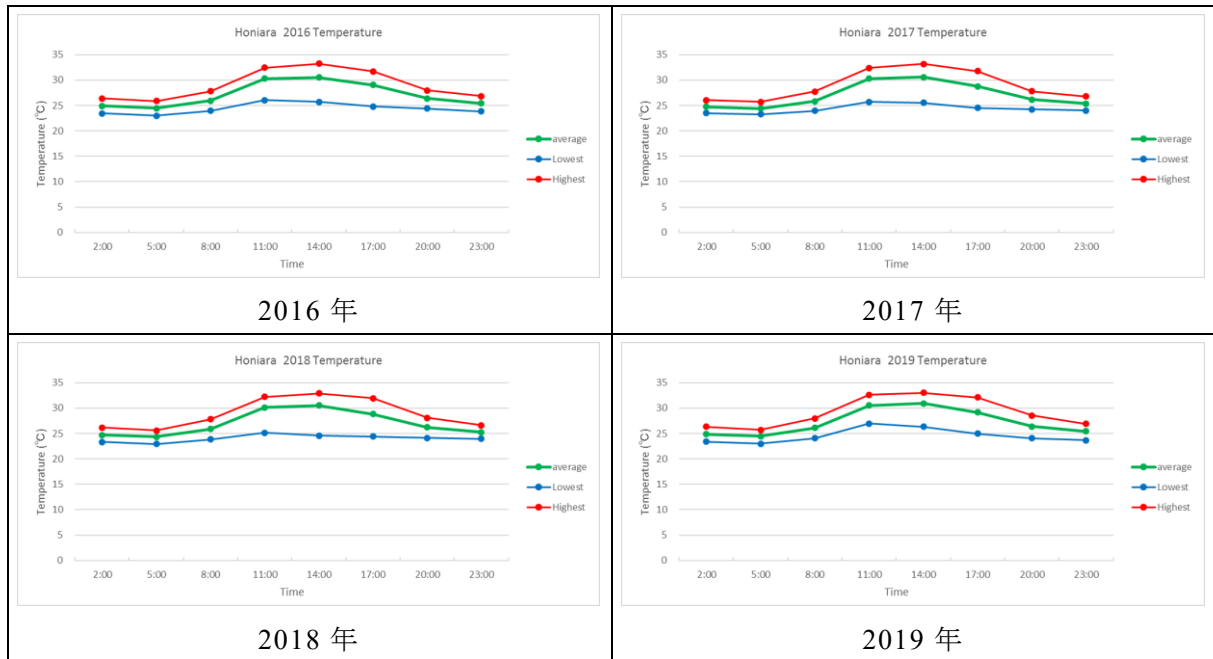 Honiara 2016 Temperature
35
30
25
20
15
10
5
0
Temperature (℃)
2:00 5:00 8:00 11:00 14:00 17:00 20:00 23:00
Time
average
Lowest
Highest
2016 年
Honiara 2017 Temperature
35
30
25
20
15
10
5
0
Temperature (℃)
2:00 5:00 8:00 11:00 14:00 17:00 20:00 23:00
Time
average
Lowest
Highest
2017 年
Honiara 2018 Temperature
35
30
25
20
15
10
5
0
Temperature (℃)
2:00 5:00 8:00 11:00 14:00 17:00 20:00 23:00
Time
average
Lowest
Highest
2018 年
Honiara 2019 Temperature
35
30
25
20
15
10
5
0
Temperature (℃)
2:00 5:00 8:00 11:00 14:00 17:00 20:00 23:00
Time
average
Lowest
Highest
2019 年